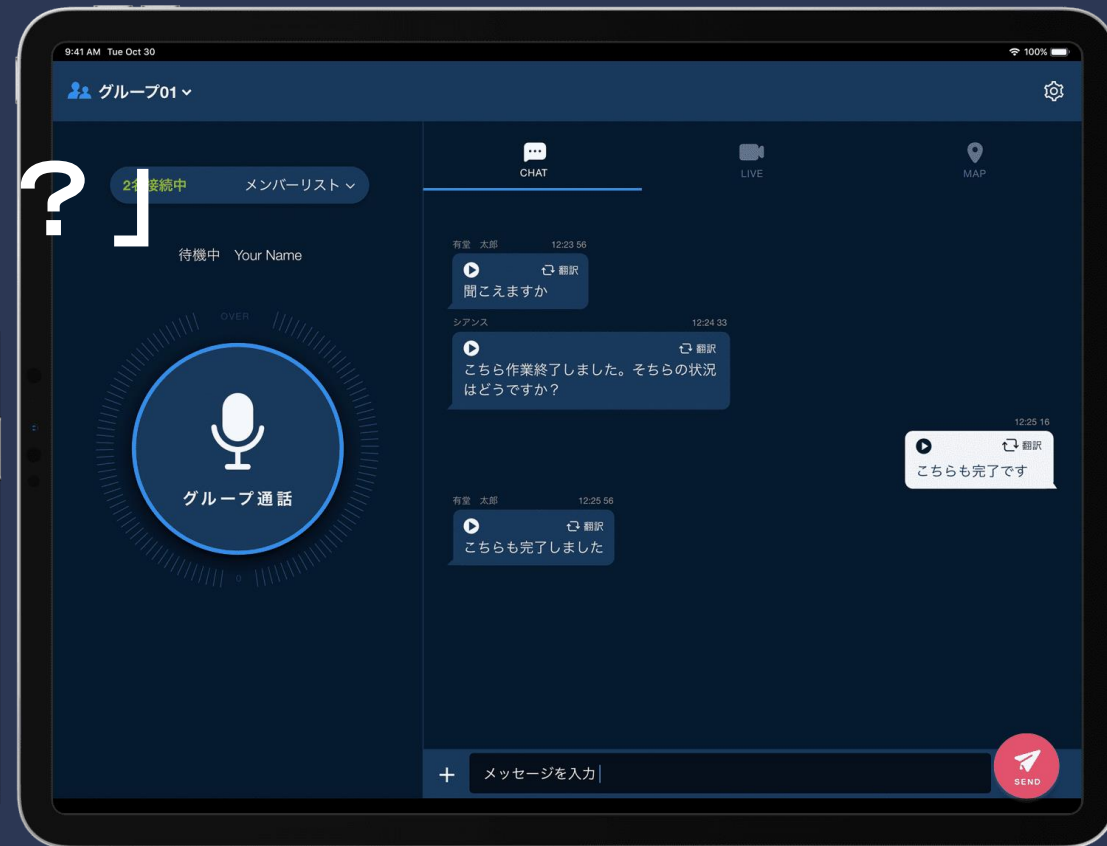 9:41 AM Tue Oct 30
100%
グループ01
？」
2名接続中
メンバーリスト
待機中 Your Name
OVER
グループ通話
0
CHAT
LIVE
MAP
有堂 太郎 12:23 56
翻訳
聞こえますか
シアンス 12:24 33
翻訳
こちら作業終了しました。そちらの状況
はどうですか？
12:25 16
翻訳
こちらも完了です
有堂 太郎 12:25 56
翻訳
こちらも完了しました
メッセージを入力
SEND